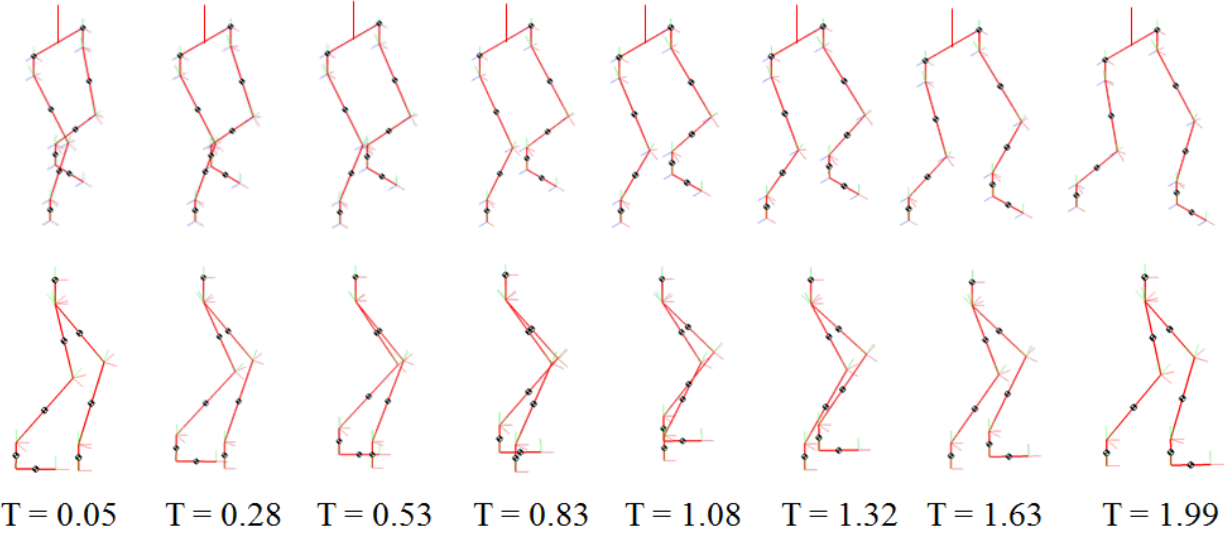 T = 0.05 T = 0.28 T = 0.53 T = 0.83 T = 1.08 T = 1.32 T = 1.63 T = 1.99